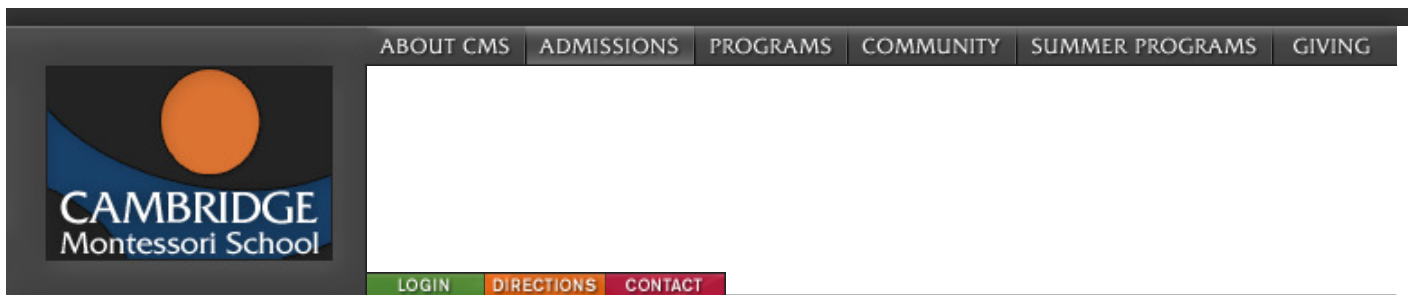 ABOUT CMS ADMISSIONS PROGRAMS COMMUNITY SUMMER PROGRAMS GIVING
CAMBRIDGE
Montessori School
LOGIN DIRECTIONS CONTACT